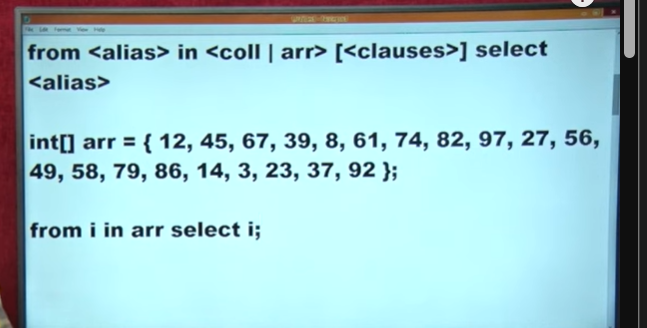 File Edit Format View Help
from <alias> in <coll | arr> [<clauses>] select
<alias>
int[] arr = { 12, 45, 67, 39, 8, 61, 74, 82, 97, 27, 56,
49, 58, 79, 86, 14, 3, 23, 37, 92 };
from i in arr select i;